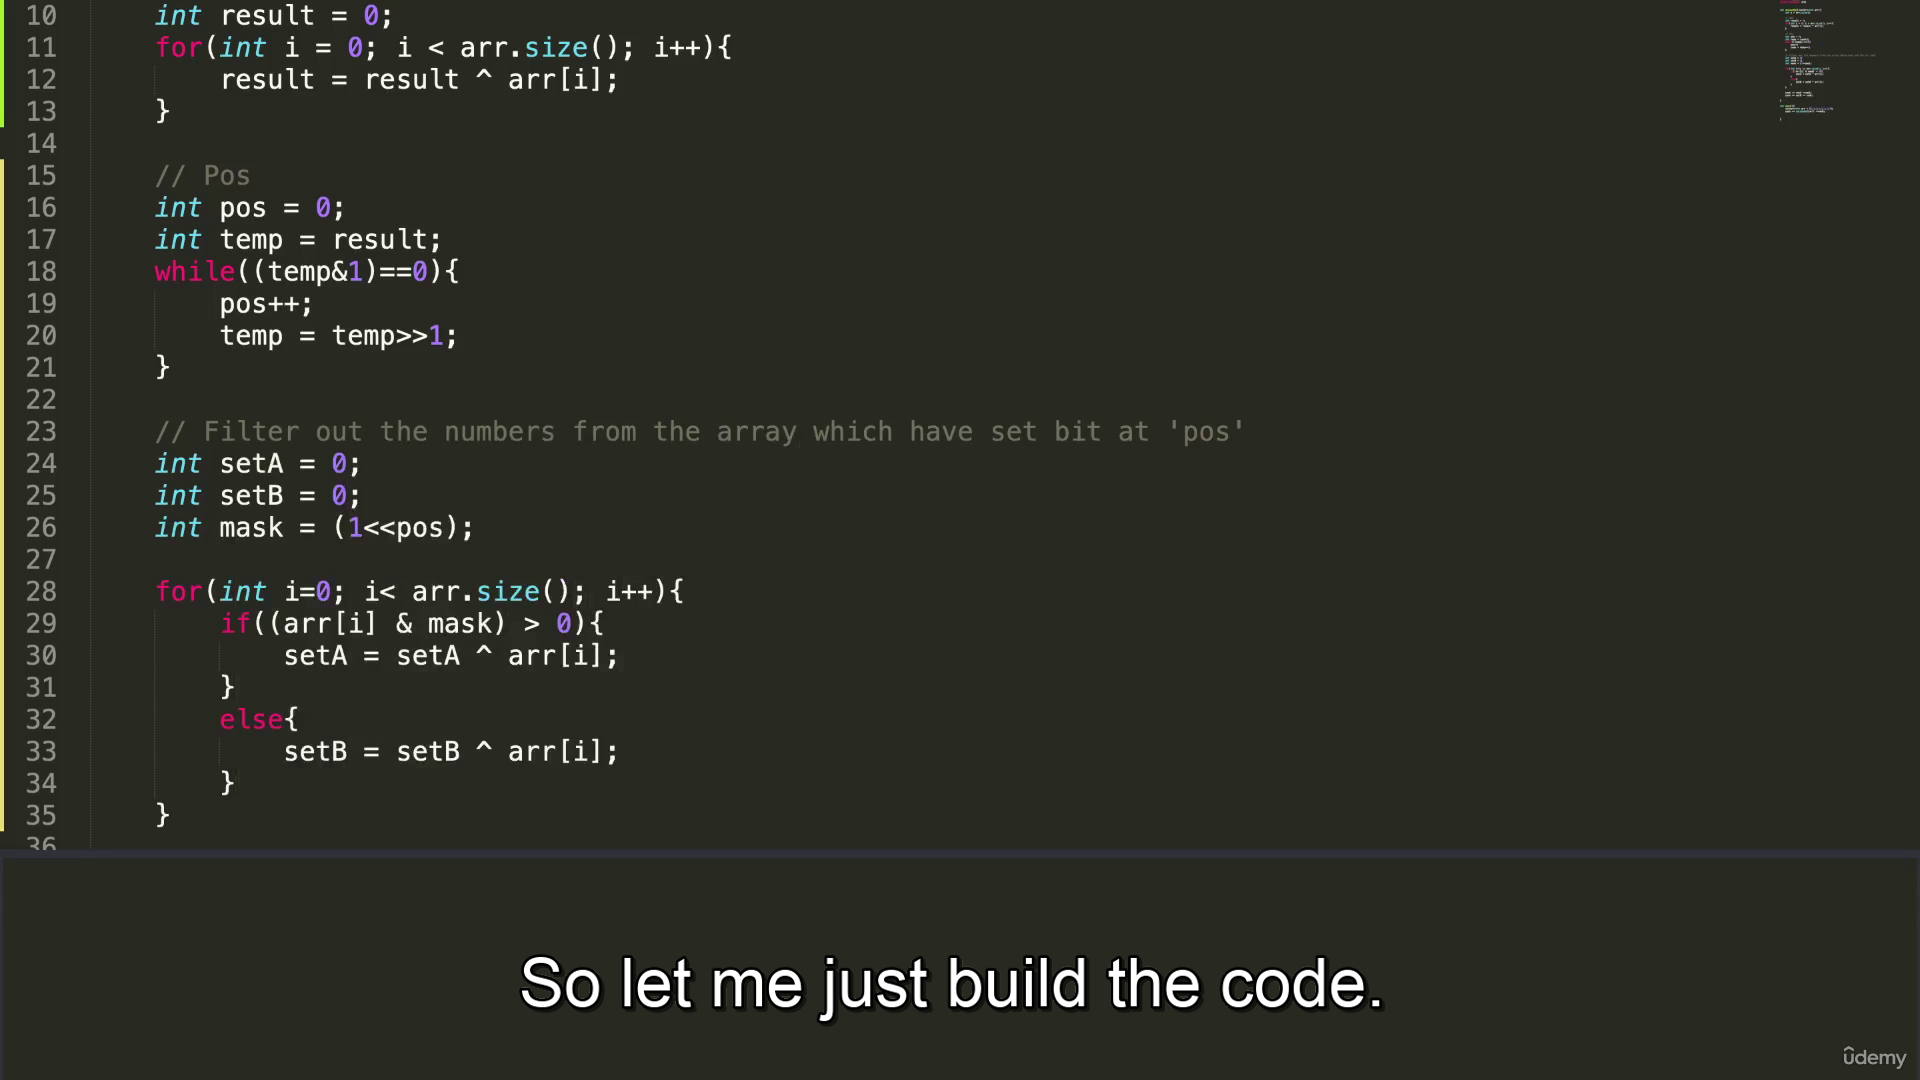 10 int result = 0;
11 for(int i = 0; i < arr.size(); i++){
12 result = result ^ arr[i];
13 }
14
15 // Pos
16 int pos = 0;
17 int temp = result;
18 while((temp&1)==0){
19 pos++;
20 temp = temp>>1;
21 }
22
23 // Filter out the numbers from the array which have set bit at 'pos'
24 int setA = 0;
25 int setB = 0;
26 int mask = (1<<pos);
27
28 for(int i=0; i< arr.size(); i++){
29 if((arr[i] & mask) > 0){
30 setA = setA ^ arr[i];
31 }
32 else{
33 setB = setB ^ arr[i];
34 }
35 }
36
So let me just build the code.
ûdemy